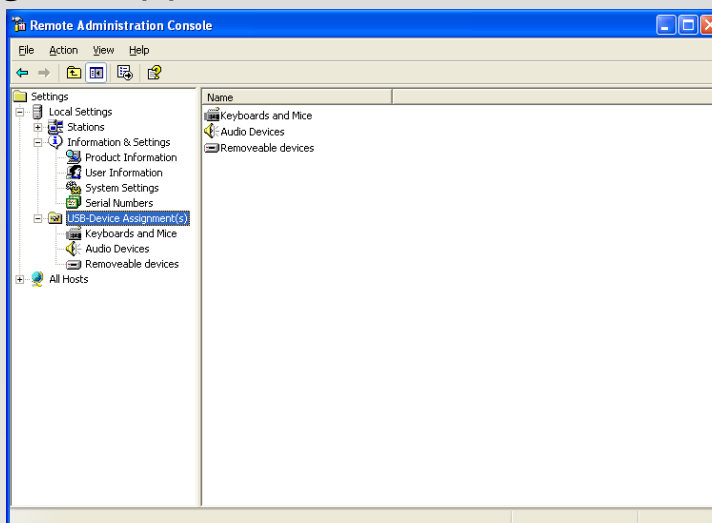 Remote Administration Console
File Action View Help
Settings
Local Settings
Stations
Information & Settings
Product Information
User Information
System Settings
Serial Numbers
USB-Device Assignment(s)
Keyboards and Mice
Audio Devices
Removeable devices
All Hosts
Name
Keyboards and Mice
Audio Devices
Removeable devices